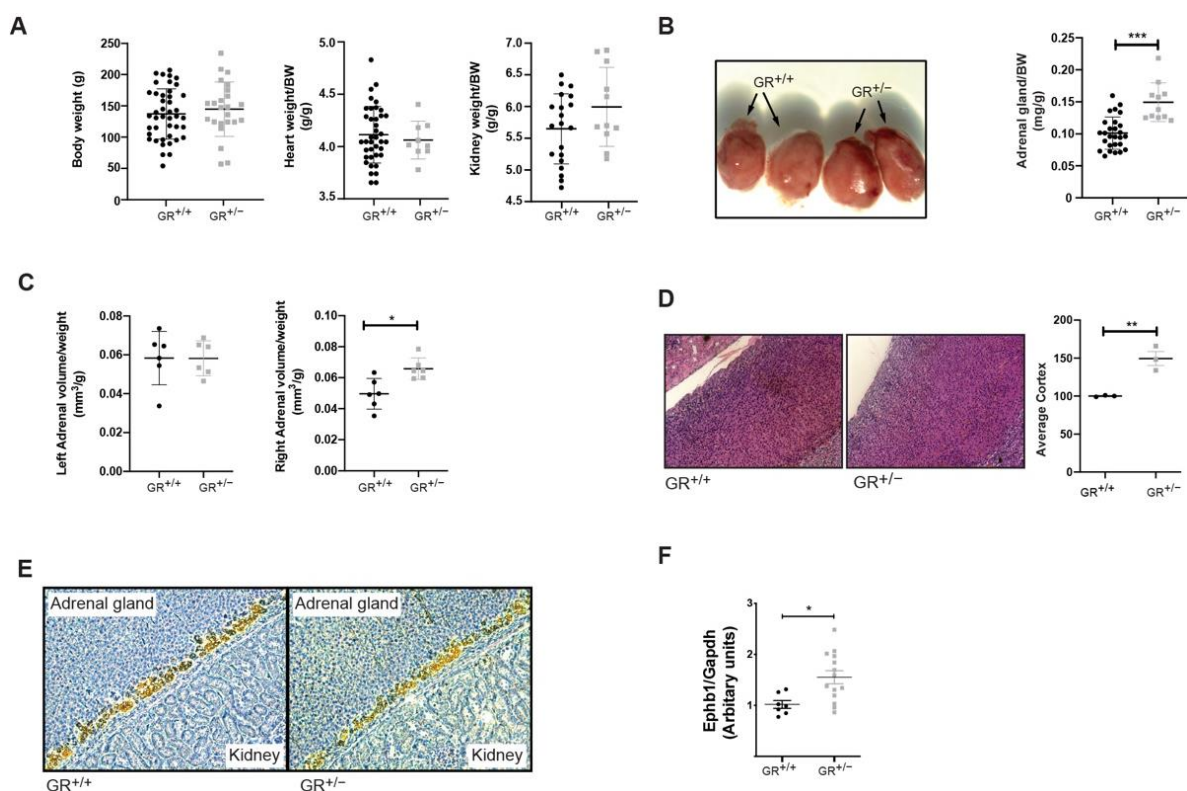 A
Body weight (g)
250
200
150
100
50
0
GR+/+
GR+/−
Heart weight/BW
(g/g)
5.0
4.5
4.0
3.5
GR+/+
GR+/−
Kidney weight/BW
(g/g)
7.0
6.5
6.0
5.5
5.0
4.5
GR+/+
GR+/−
B
GR+/+
GR+/−
Adrenal gland/BW
(mg/g)
***
0.25
0.20
0.15
0.10
0.05
0
GR+/+
GR+/−
C
Left Adrenal volume/weight
(mm3/g)
0.08
0.06
0.04
0.02
0.00
GR+/+
GR+/−
Right Adrenal volume/weight
(mm3/g)
*
0.10
0.08
0.06
0.04
0.02
0.00
GR+/+
GR+/−
D
GR+/+
GR+/−
Average Cortex
**
200
150
100
50
0
GR+/+
GR+/−
E
Adrenal gland
Kidney
GR+/+
Adrenal gland
Kidney
GR+/−
F
Ephb1/Gapdh
(Arbitary units)
*
3
2
1
GR+/+
GR+/−